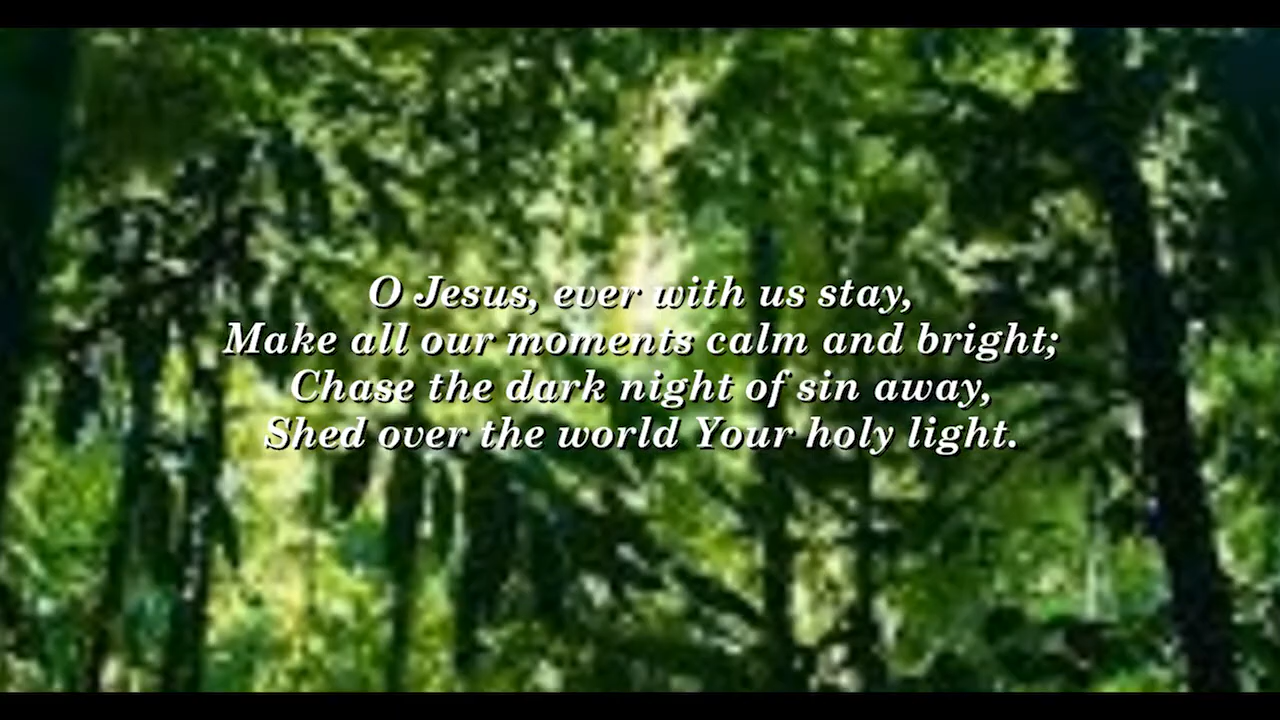 O Jesus, ever with us stay,
Make all our moments calm and bright;
Chase the dark night of sin away,
Shed over the world Your holy light.